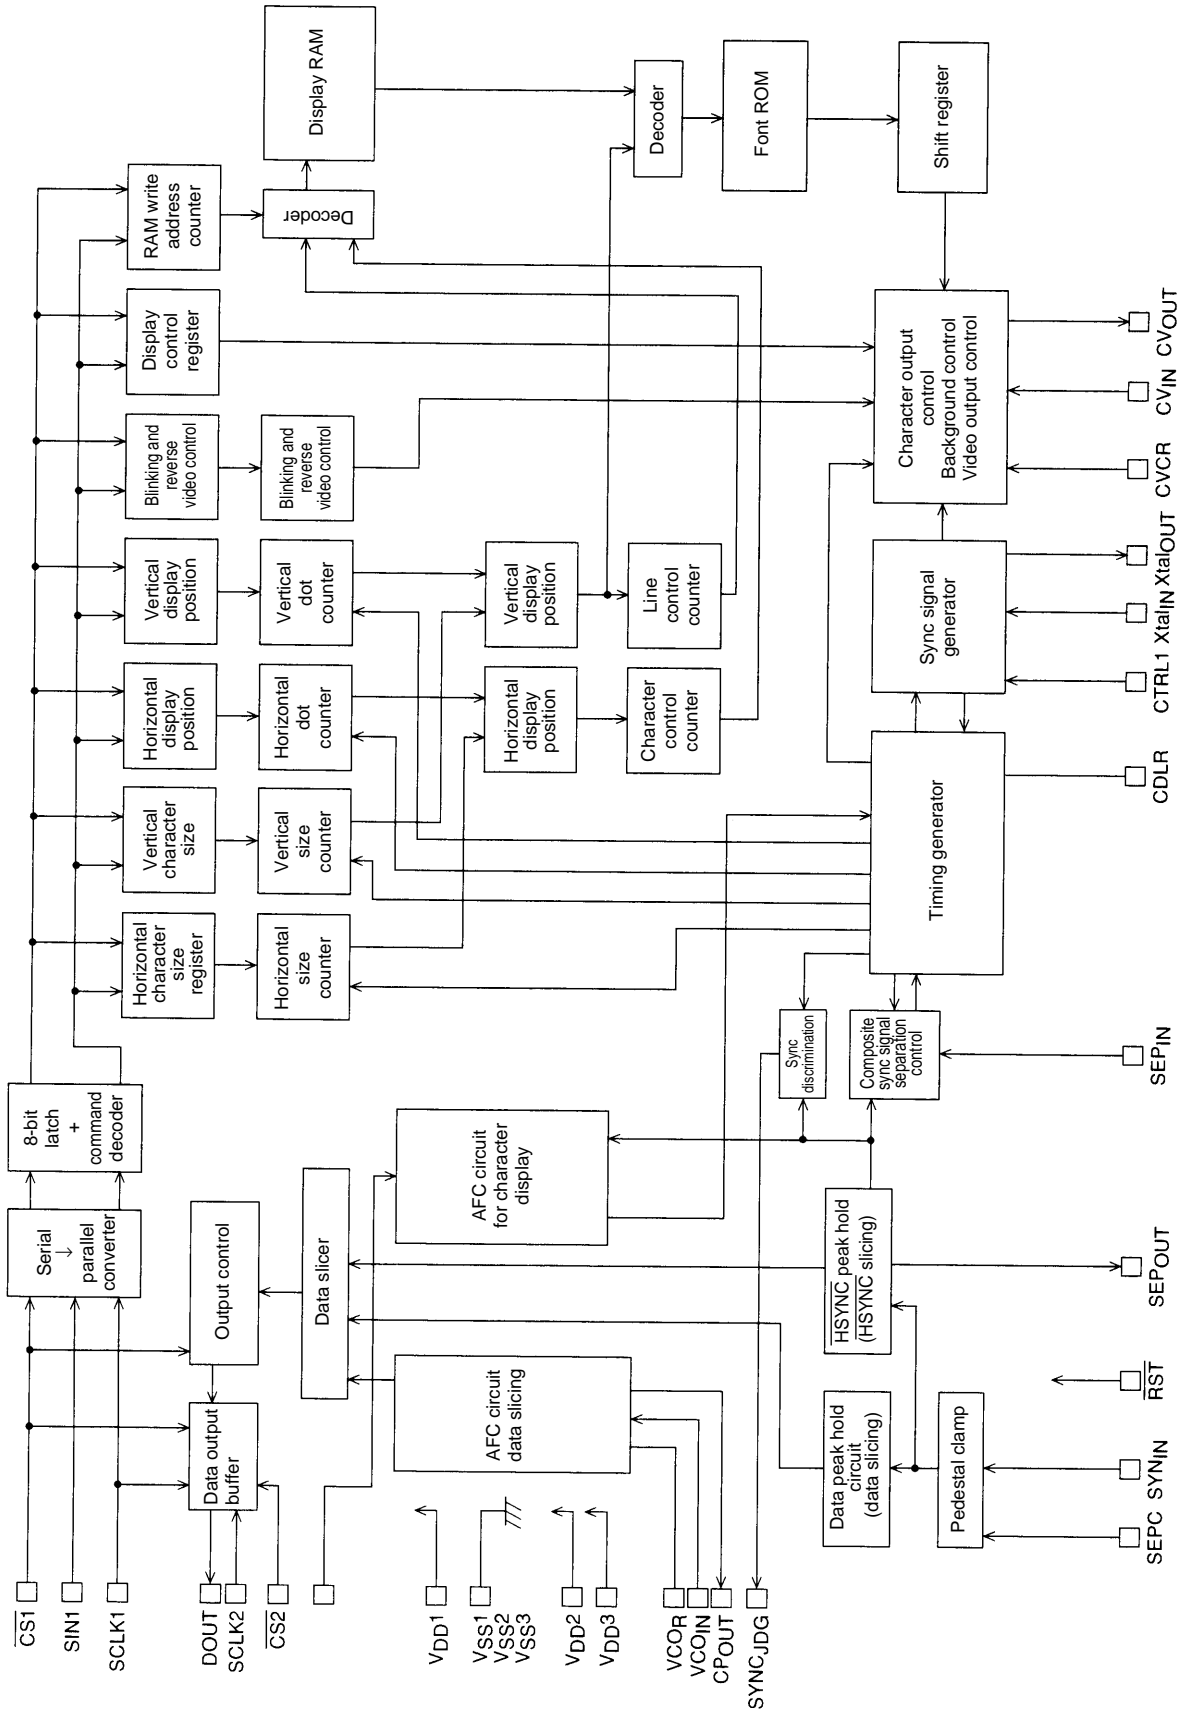 CS1
SIN1
SCLK1
DOUT
SCLK2
CS2
VDD1
VSS1
VSS2
VSS3
VDD2
VDD3
VCOR
VCOIN
CPOUT
SYNCJDG
Serial
↓
parallel
converter
8-bit
latch
+
command
decoder
Data output
buffer
Output control
Data slicer
AFC circuit
data slicing
AFC circuit
for character
display
Horizontal
character
size
register
Vertical
character
size
Horizontal
display
position
Vertical
display
position
Blinking and
reverse
video control
Display
control
register
RAM write
address
counter
Horizontal
size
counter
Vertical
size
counter
Horizontal
dot
counter
Vertical
dot
counter
Blinking and
reverse
video control
Decoder
Display RAM
Horizontal
display
position
Vertical
display
position
Character
control
counter
Line
control
counter
Decoder
Font ROM
Shift register
Sync
discrimination
Composite
sync signal
separation
control
Timing generator
Sync signal
generator
Character output
control
Background control
Video output control
Data peak hold
circuit
(data slicing)
HSYNC peak hold
(HSYNC slicing)
Pedestal clamp
SEPC
SYNIN
RST
SEPOUT
SEPIN
CDLR
CTRL1
XtalIN
XtalOUT
CVCR
CVIN
CVOUT